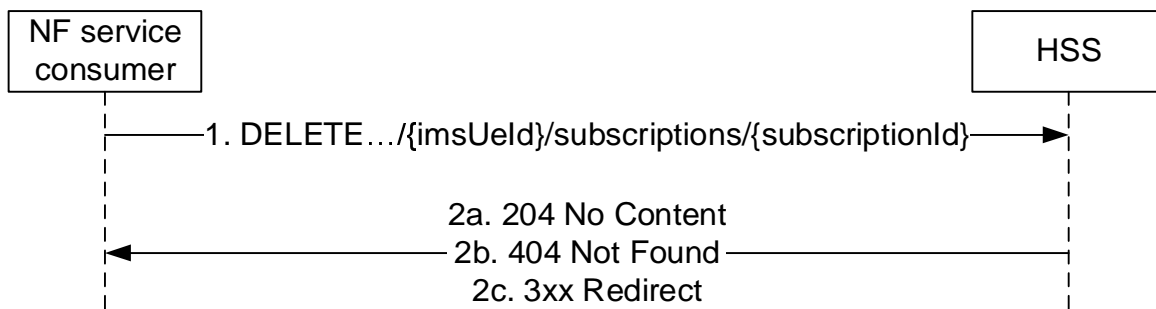 NF service
consumer
HSS
1. DELETE…/{imsUeId}/subscriptions/{subscriptionId}
2a. 204 No Content
2b. 404 Not Found
2c. 3xx Redirect